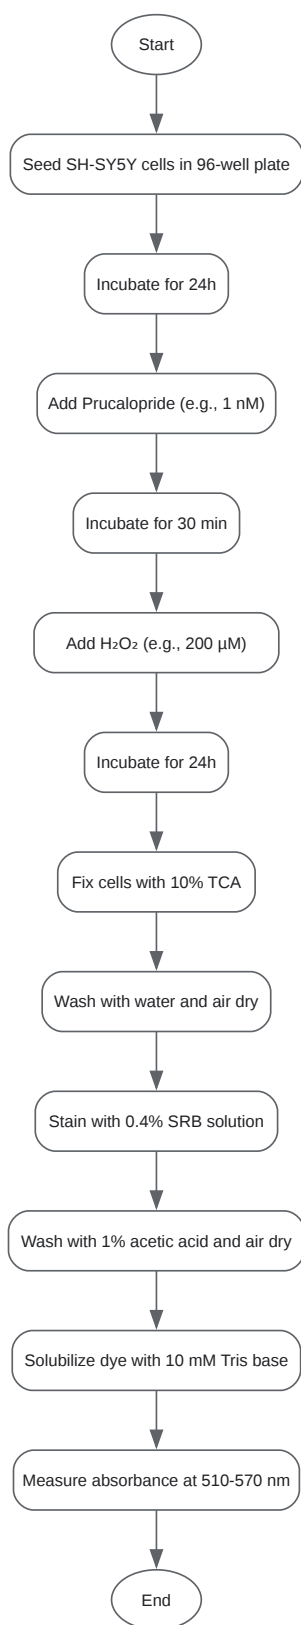 Start
Seed SH-SY5Y cells in 96-well plate
Incubate for 24h
Add Prucalopride (e.g., 1 nM)
Incubate for 30 min
Add H₂O₂ (e.g., 200 µM)
Incubate for 24h
Fix cells with 10% TCA
Wash with water and air dry
Stain with 0.4% SRB solution
Wash with 1% acetic acid and air dry
Solubilize dye with 10 mM Tris base
Measure absorbance at 510-570 nm
End